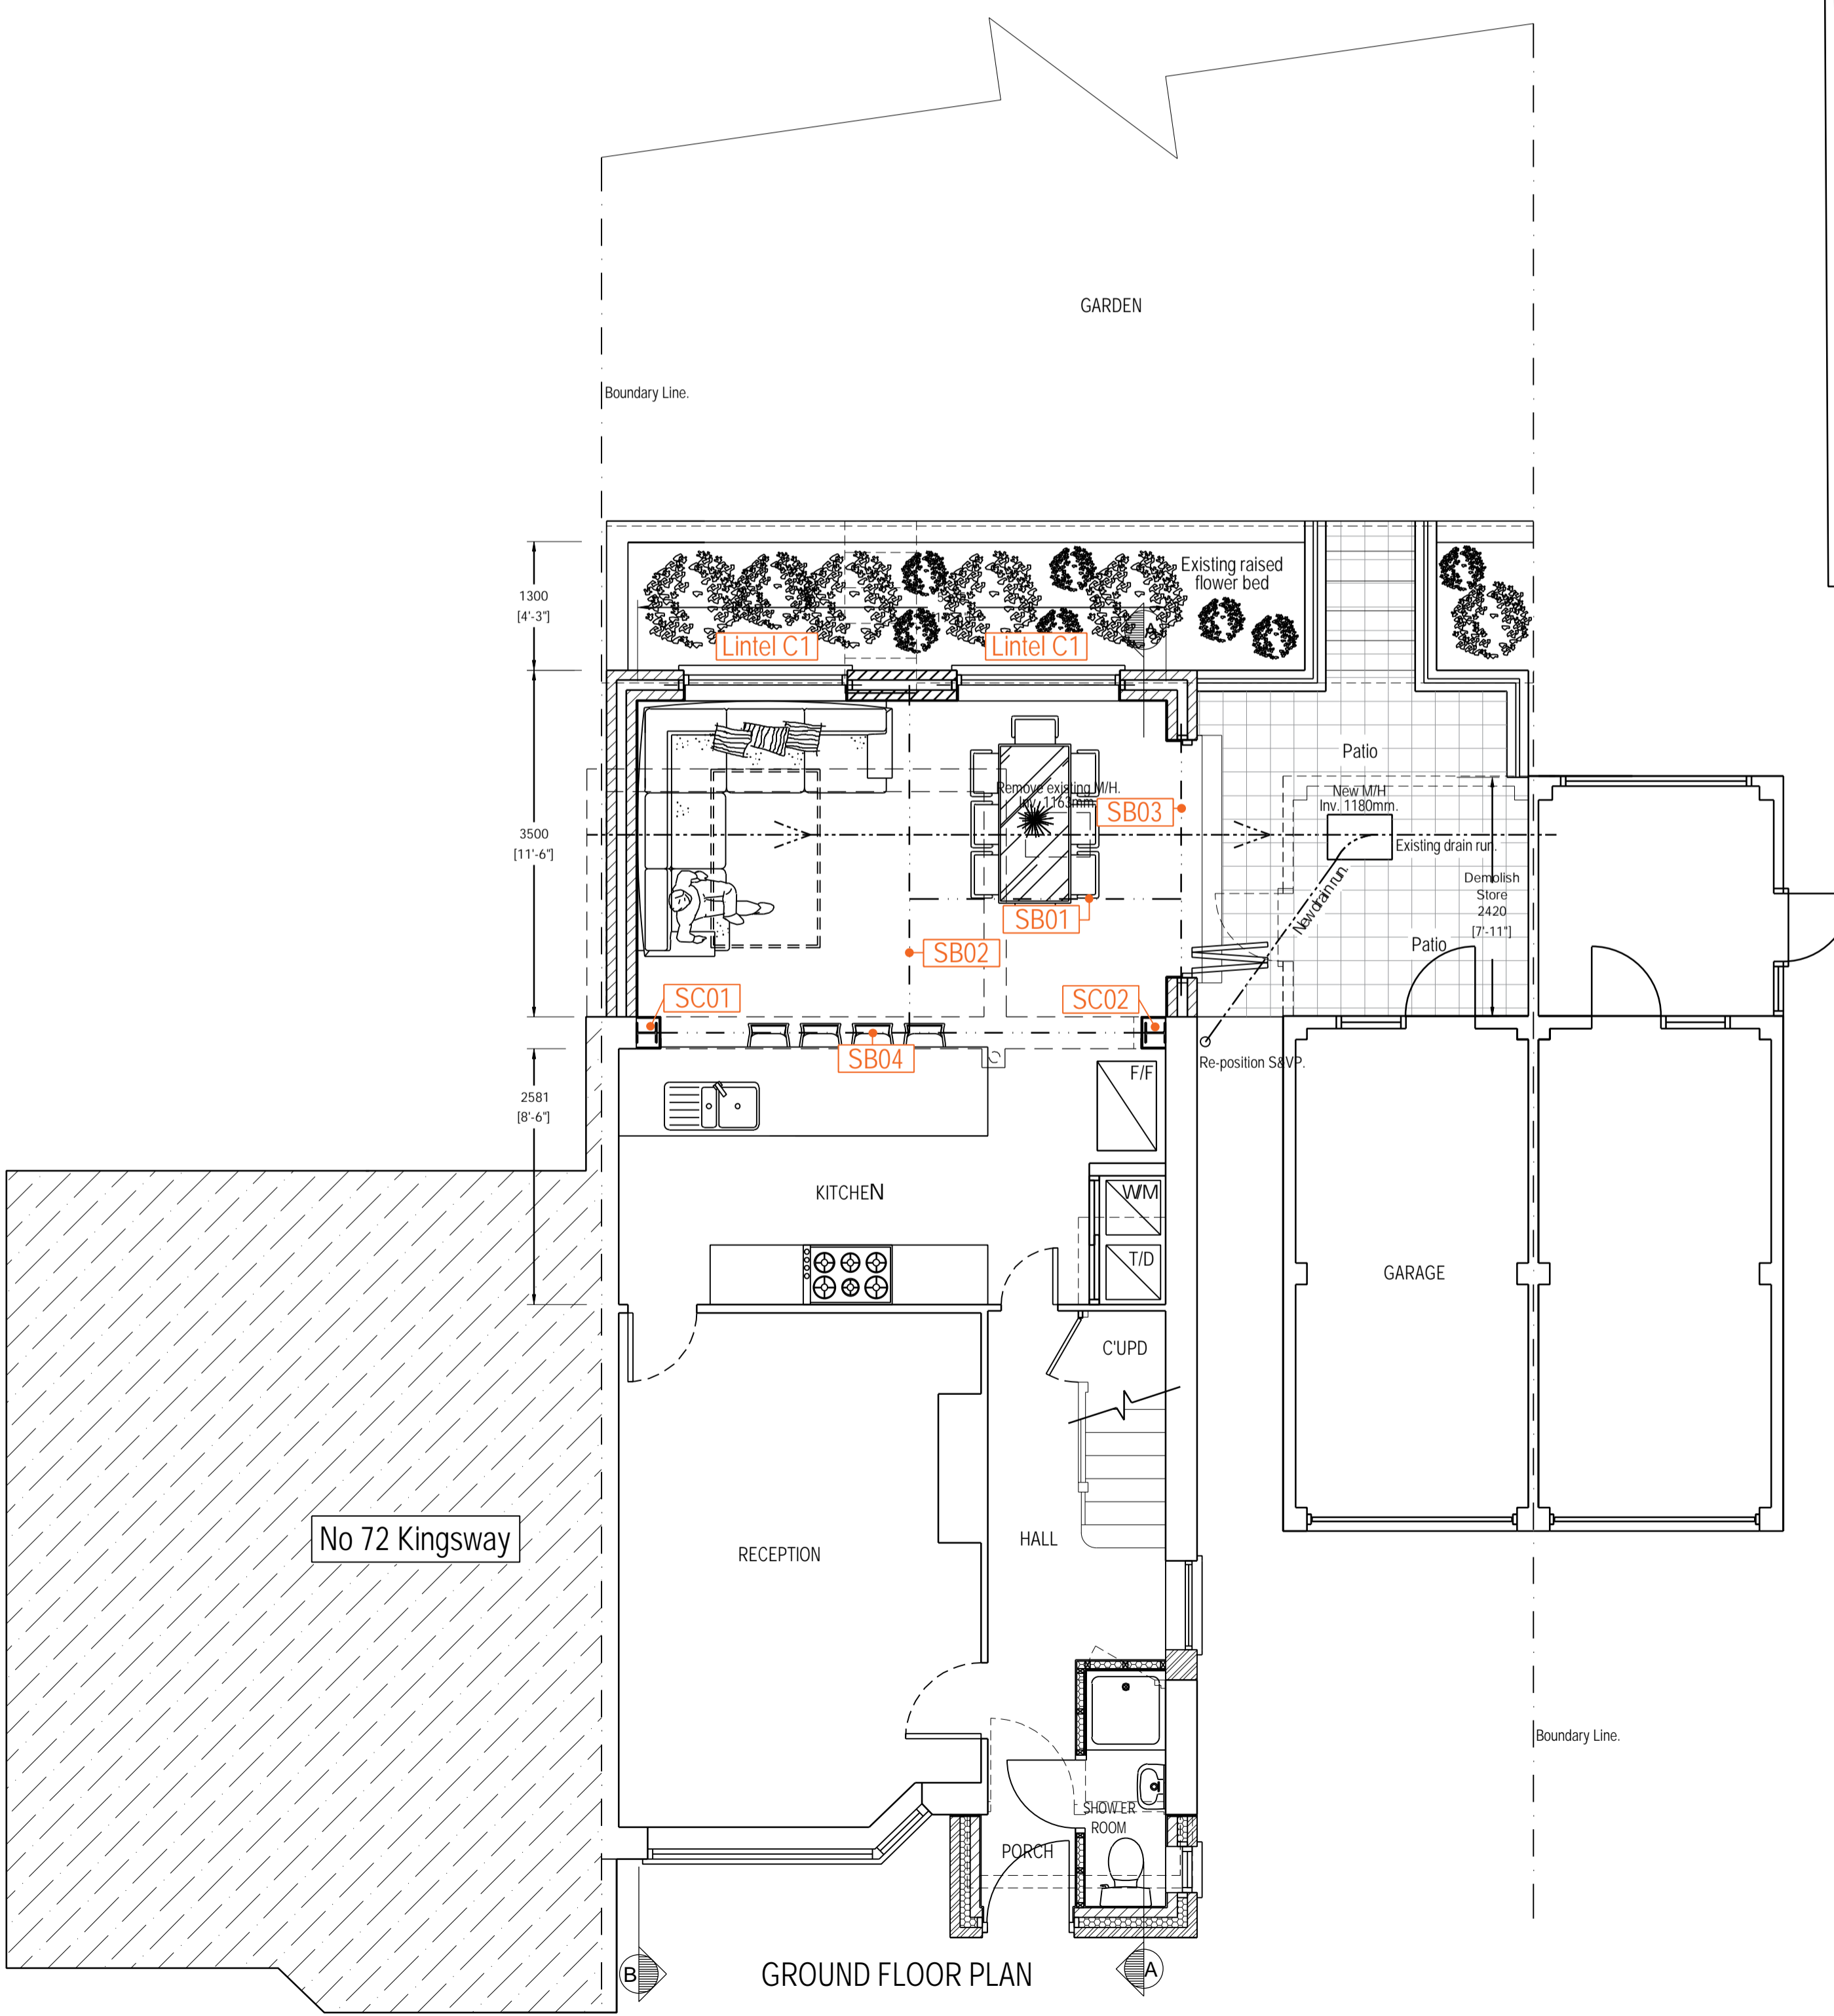 GARDEN
Boundary Line.
Existing raised
flower bed
1300
[4'-3"]
A
Lintel C1
Lintel C1
Patio
Remove existing M/H.
Inv. 1163mm.
SB03
New M/H
Inv. 1180mm.
3500
[11'-6"]
Existing drain run.
New drain run.
Demolish
Store
2420
[7'-11"]
SB01
SB02
Patio
SC01
SC02
SB04
Re-position S&VP.
F/F
2581
[8'-6"]
KITCHEN
W/M
T/D
GARAGE
C'UPD
No 72 Kingsway
RECEPTION
HALL
Boundary Line.
SHOWER
ROOM
PORCH
B
GROUND FLOOR PLAN
A